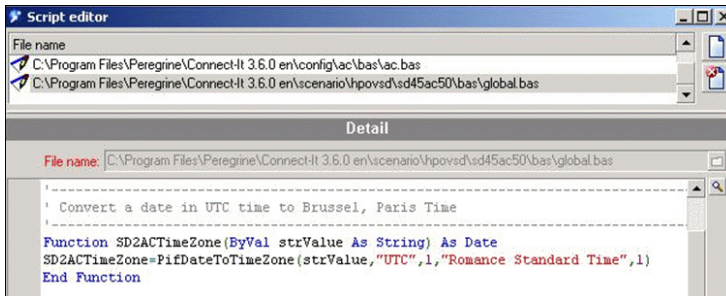 Script editor
File name
C:\Program Files\Peregrine\Connect-It 3.6.0 en\config\ac\bas\ac.bas
C:\Program Files\Peregrine\Connect-It 3.6.0 en\scenario\hpovsd\sd45ac50\bas\global.bas
Detail
File name: C:\Program Files\Peregrine\Connect-It 3.6.0 en\scenario\hpovsd\sd45ac50\bas\global.bas
'-----------------------------------------------------------------------
' Convert a date in UTC time to Brussel, Paris Time
'-----------------------------------------------------------------------
Function SD2ACTimeZone(ByVal strValue As String) As Date
SD2ACTimeZone=PifDateToTimeZone(strValue,"UTC",1,"Romance Standard Time",1)
End Function